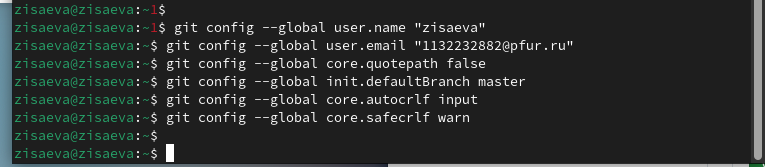 zisaeva@zisaeva:~1$
zisaeva@zisaeva:~1$ git config --global user.name "zisaeva"
zisaeva@zisaeva:~$ git config --global user.email "1132232882@pfur.ru"
zisaeva@zisaeva:~$ git config --global core.quotepath false
zisaeva@zisaeva:~$ git config --global init.defaultBranch master
zisaeva@zisaeva:~$ git config --global core.autocrlf input
zisaeva@zisaeva:~$ git config --global core.safecrlf warn
zisaeva@zisaeva:~$
zisaeva@zisaeva:~$